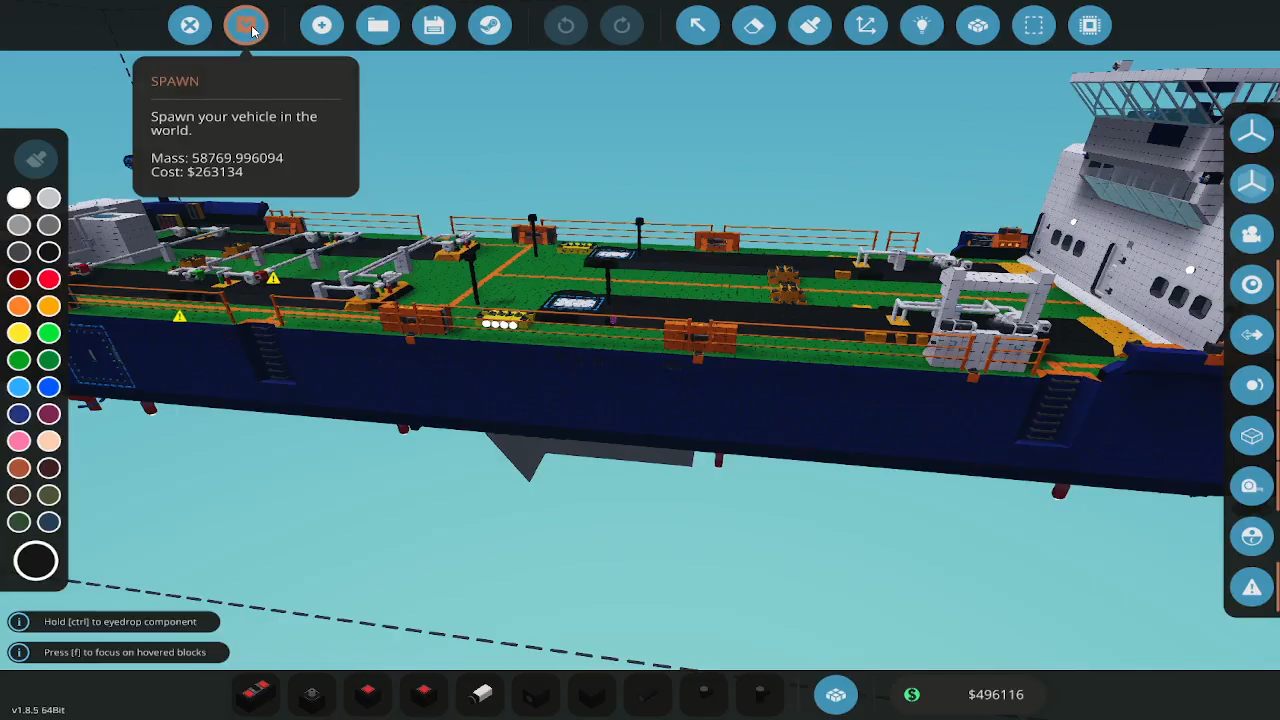 SPAWN
Spawn your vehicle in the
world.
Mass: 58769.996094
Cost: $263134
Hold [ctrl] to eyedrop component
Press [f] to focus on hovered blocks
$496116
v1.8.5 64Bit